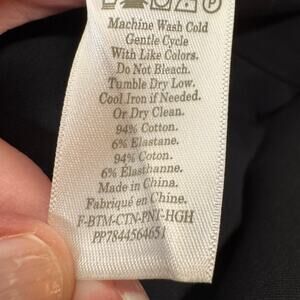 Machine Wash Cold
Gentle Cycle
With Like Colors.
Do Not Bleach.
Tumble Dry Low.
Cool Iron if Needed.
Or Dry Clean.
94% Cotton.
6% Elastane.
94% Coton.
6% Élasthanne.
Made in China.
Fabriqué en Chine.
F-BTM-CTN-PNT-HGH
PP7844564651